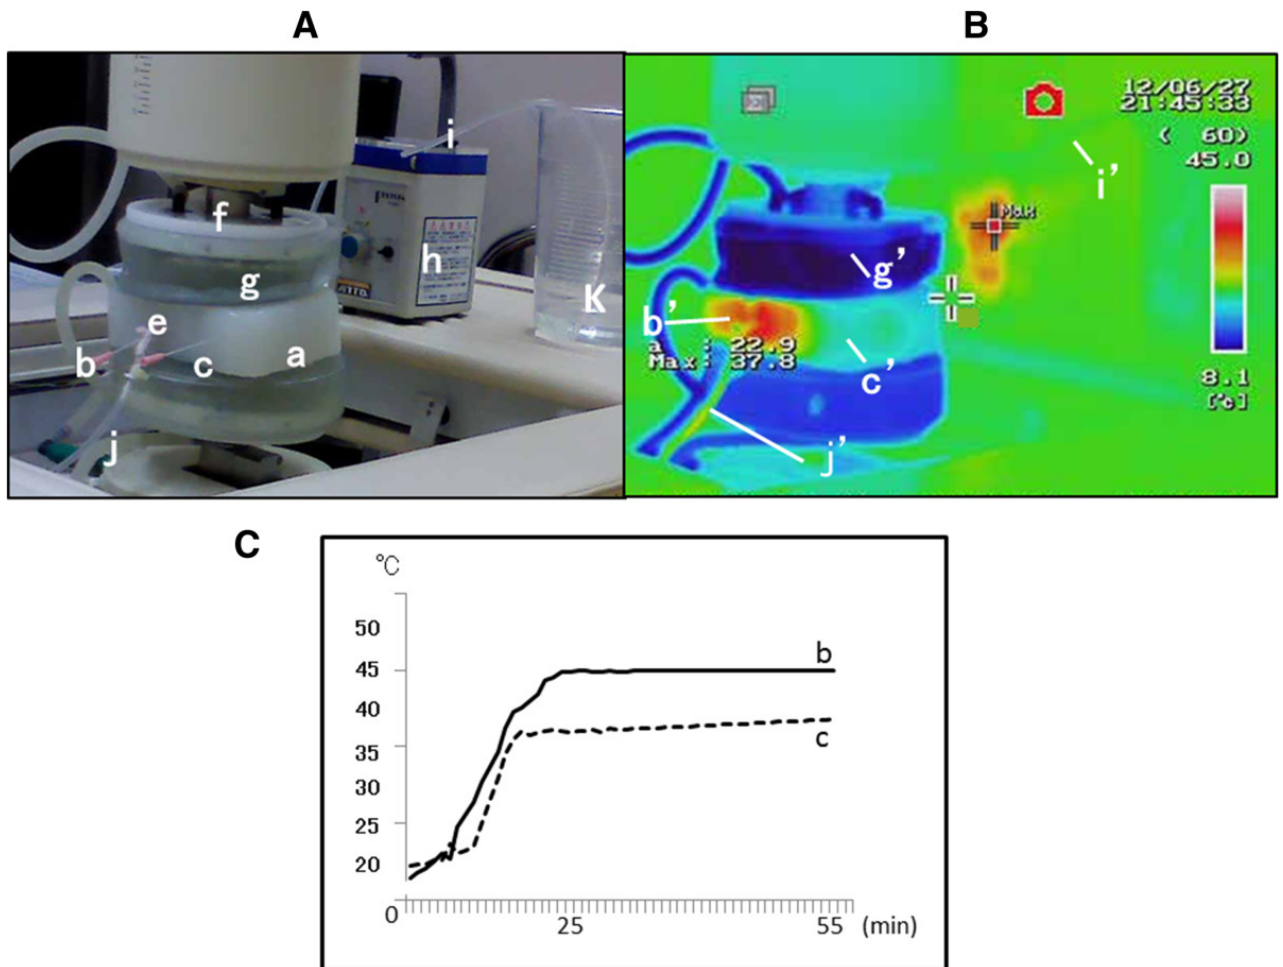 A
B
f
g
e
b
c
a
i
h
K
j
12/06/27
21:45:33
( 60)
45.0
i’
Max
g’
b’
a : 22.9
Max: 37.8
c’
j’
8.1
[℃]
C
℃
50
45
40
35
30
25
20
0
25
55
(min)
b
c